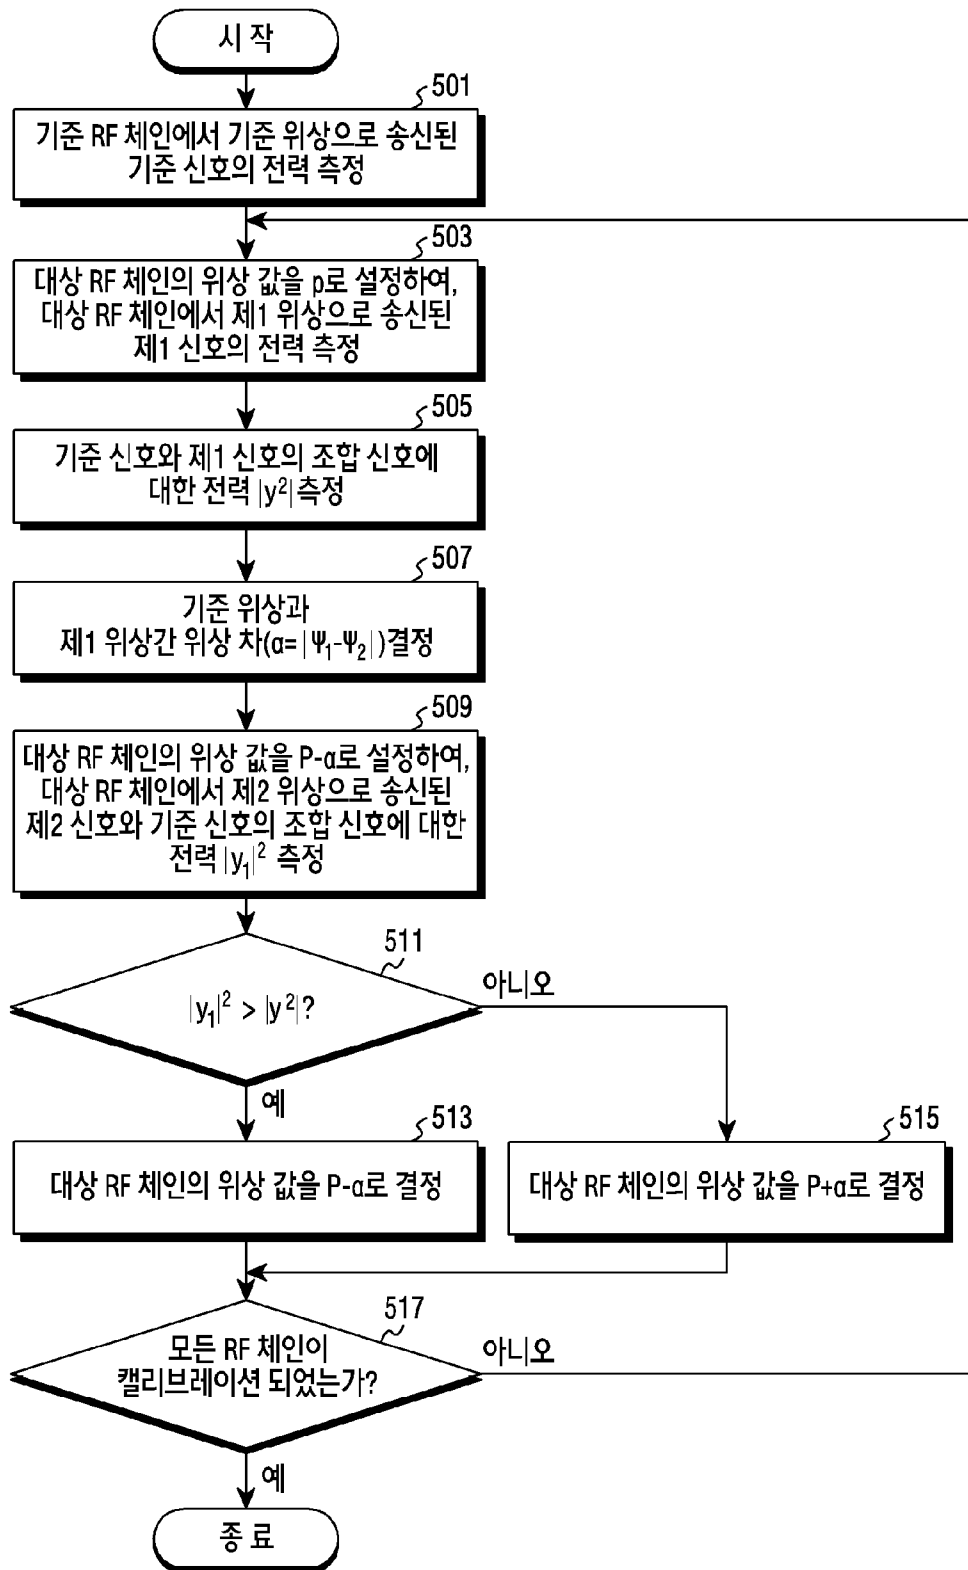 시 작
501
기준 RF 체인에서 기준 위상으로 송신된
기준 신호의 전력 측정
503
대상 RF 체인의 위상 값을 p로 설정하여,
대상 RF 체인에서 제1 위상으로 송신된
제1 신호의 전력 측정
505
기준 신호와 제1 신호의 조합 신호에
대한 전력 |y²| 측정
507
기준 위상과
제1 위상간 위상 차(α=|Ψ₁-Ψ₂|)결정
509
대상 RF 체인의 위상 값을 P-α로 설정하여,
대상 RF 체인에서 제2 위상으로 송신된
제2 신호와 기준 신호의 조합 신호에 대한
전력 |y₁|² 측정
511
|y₁|² > |y²|?
아니오
예
513
대상 RF 체인의 위상 값을 P-α로 결정
515
대상 RF 체인의 위상 값을 P+α로 결정
517
모든 RF 체인이
캘리브레이션 되었는가?
아니오
예
종 료